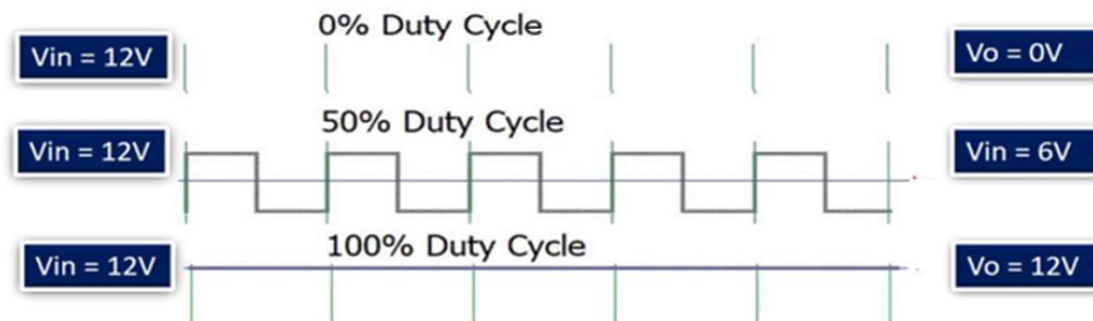 0% Duty Cycle
Vin = 12V
Vo = 0V
50% Duty Cycle
Vin = 12V
Vin = 6V
100% Duty Cycle
Vin = 12V
Vo = 12V